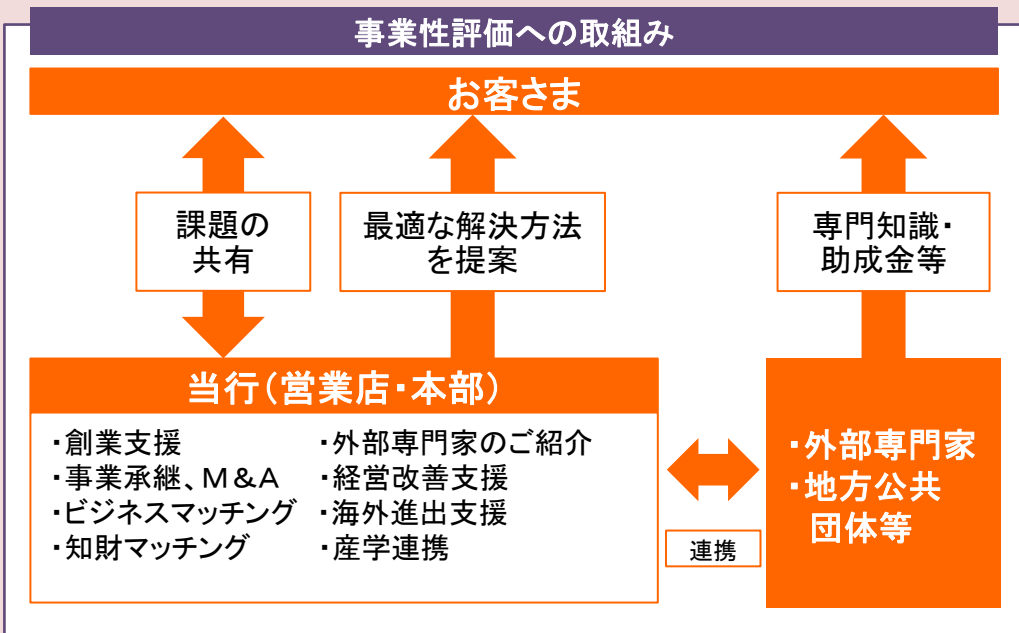 事業性評価への取組み
お客さま
課題の
共有
最適な解決方法
を提案
専門知識・
助成金等
当行(営業店・本部)
・創業支援
・事業承継、M&A
・ビジネスマッチング
・知財マッチング
・外部専門家のご紹介
・経営改善支援
・海外進出支援
・産学連携
連携
・外部専門家
・地方公共
団体等